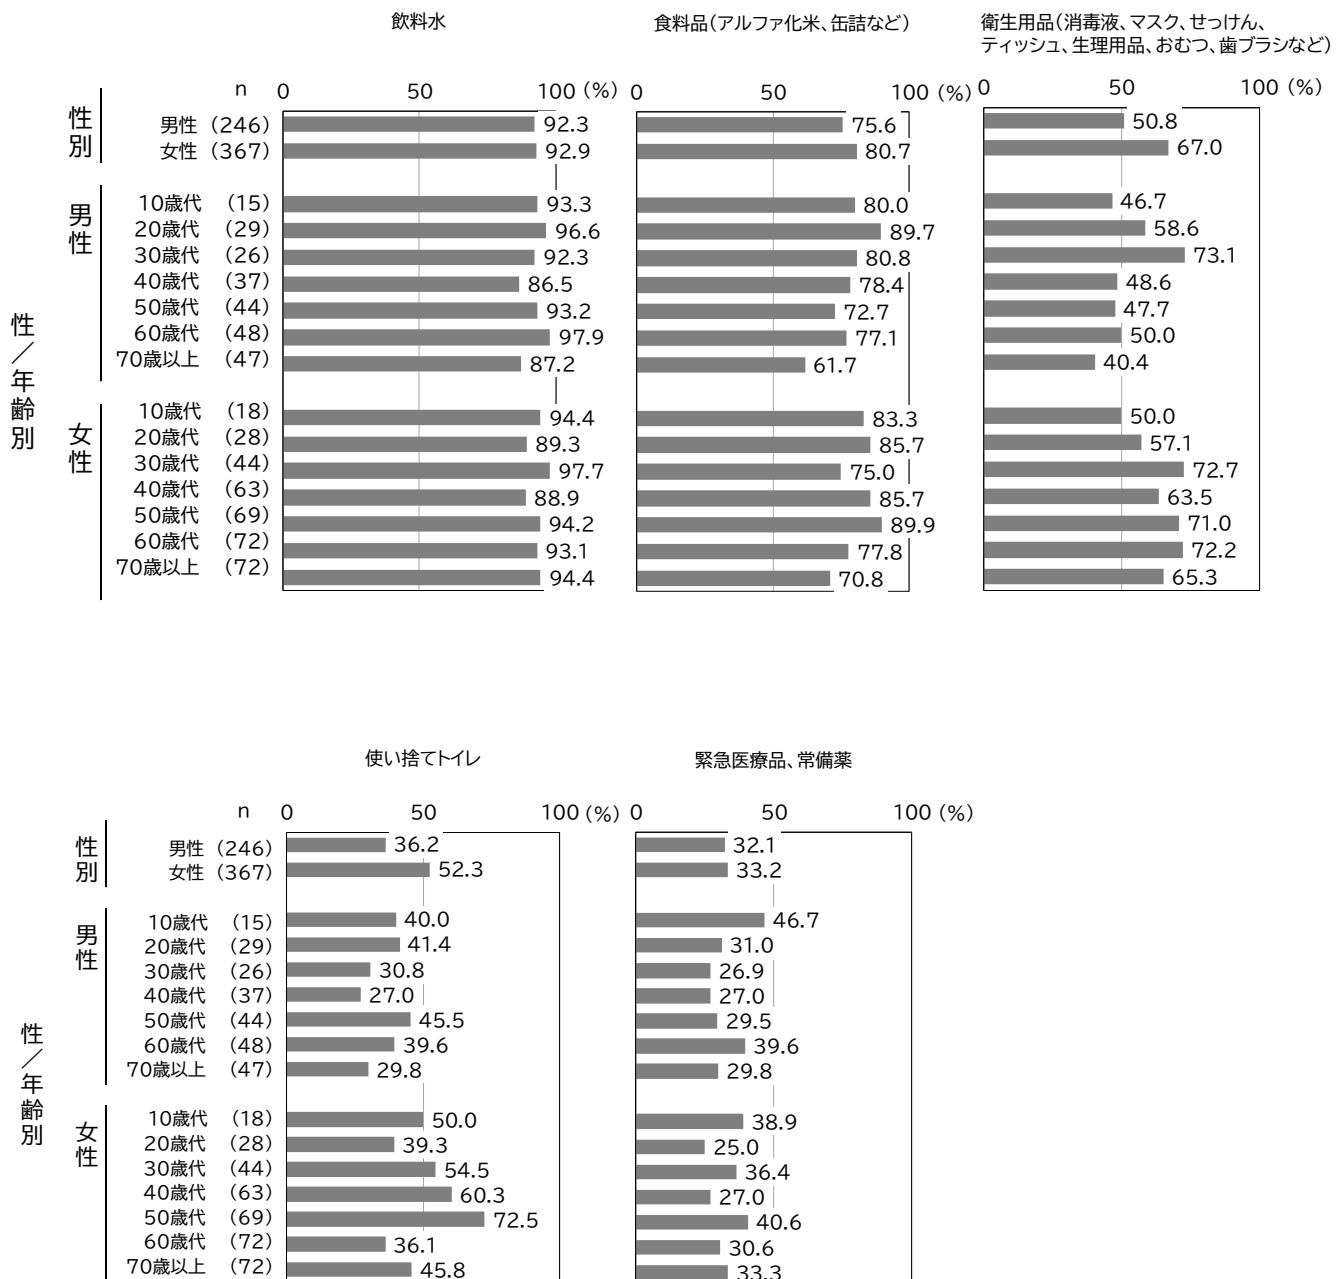 飲料水
食料品（アルファ化米、缶詰など）
衛生用品（消毒液、マスク、せっけん、
ティッシュ、生理用品、おむつ、歯ブラシなど）
n 0 50 100（%） 0 50 100（%） 0 50 100（%）
性別
男性（246） 92.3 75.6 50.8
女性（367） 92.9 80.7 67.0
性／年齢別
男性
10歳代（15） 93.3 80.0 46.7
20歳代（29） 96.6 89.7 58.6
30歳代（26） 92.3 80.8 73.1
40歳代（37） 86.5 78.4 48.6
50歳代（44） 93.2 72.7 47.7
60歳代（48） 97.9 77.1 50.0
70歳以上（47） 87.2 61.7 40.4
女性
10歳代（18） 94.4 83.3 50.0
20歳代（28） 89.3 85.7 57.1
30歳代（44） 97.7 75.0 72.7
40歳代（63） 88.9 85.7 63.5
50歳代（69） 94.2 89.9 71.0
60歳代（72） 93.1 77.8 72.2
70歳以上（72） 94.4 70.8 65.3
使い捨てトイレ
緊急医療品、常備薬
n 0 50 100（%） 0 50 100（%）
性別
男性（246） 36.2 32.1
女性（367） 52.3 33.2
性／年齢別
男性
10歳代（15） 40.0 46.7
20歳代（29） 41.4 31.0
30歳代（26） 30.8 26.9
40歳代（37） 27.0 27.0
50歳代（44） 45.5 29.5
60歳代（48） 39.6 39.6
70歳以上（47） 29.8 29.8
女性
10歳代（18） 50.0 38.9
20歳代（28） 39.3 25.0
30歳代（44） 54.5 36.4
40歳代（63） 60.3 27.0
50歳代（69） 72.5 40.6
60歳代（72） 36.1 30.6
70歳以上（72） 45.8 33.3